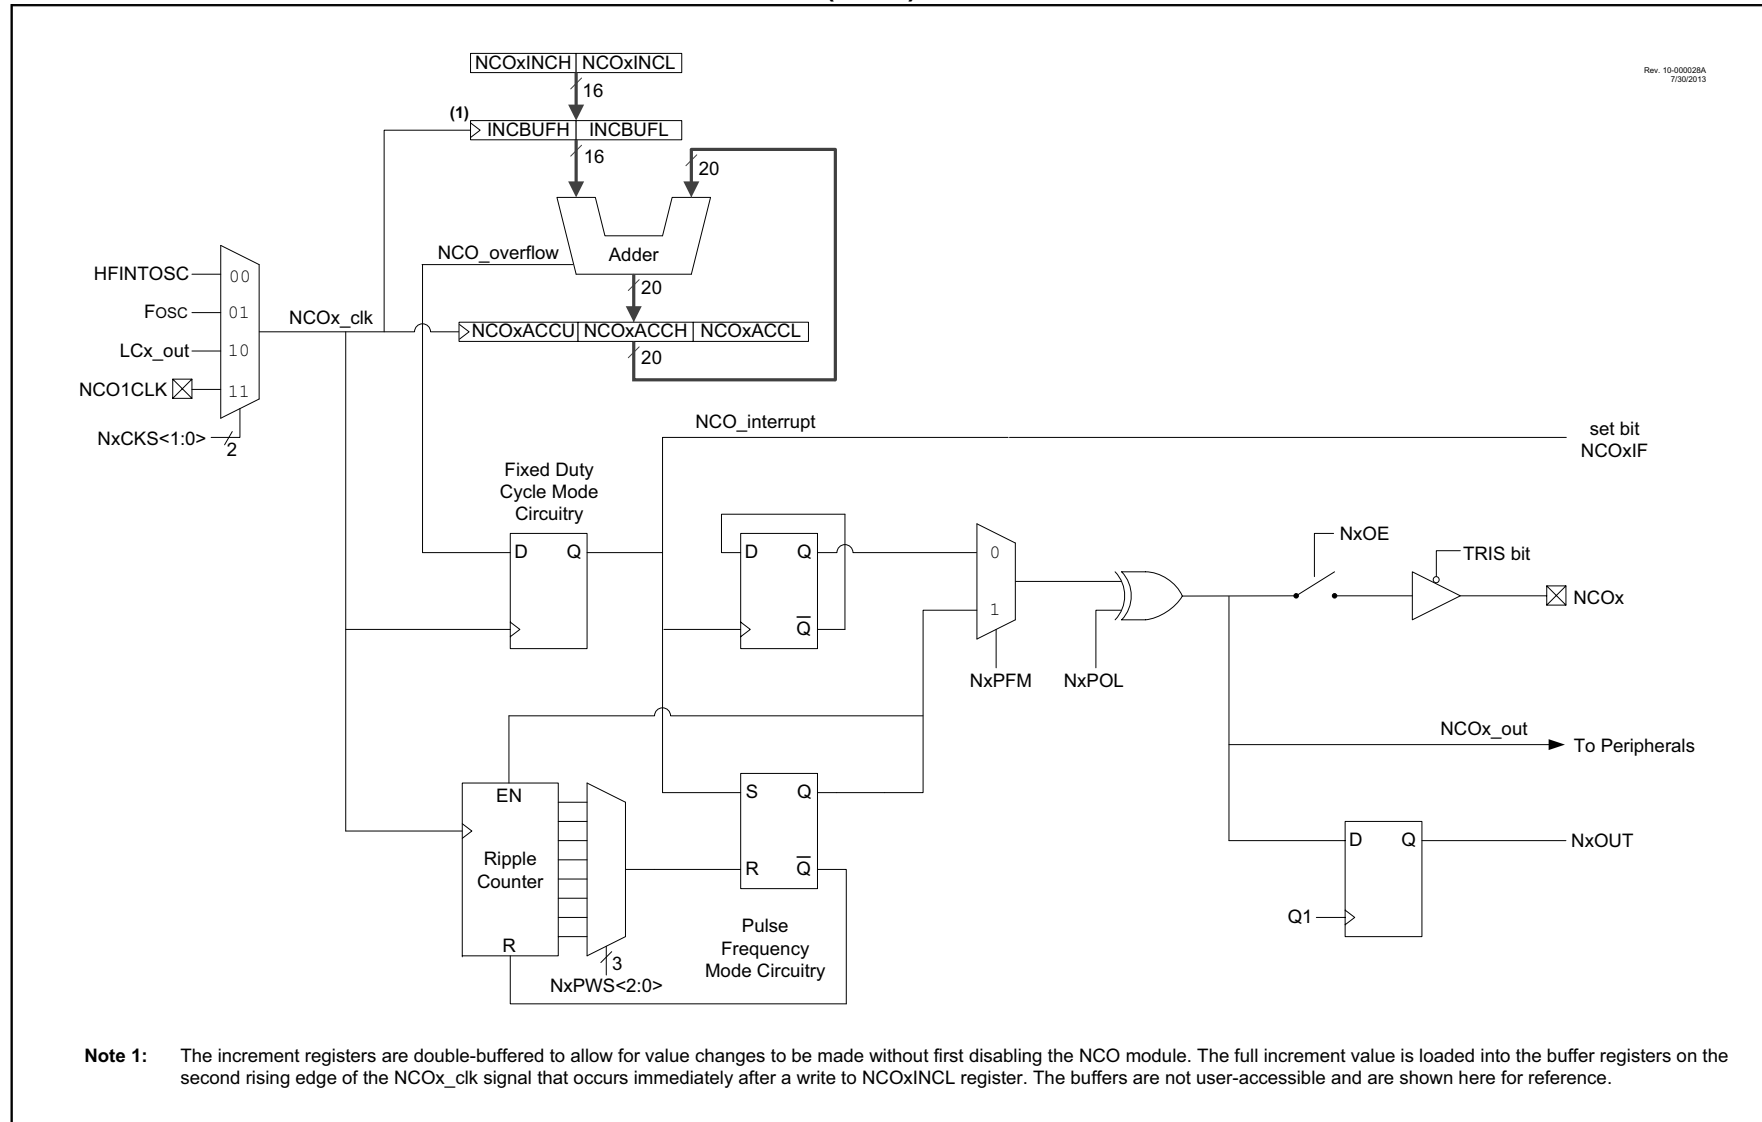 Rev. 10-000028A
7/30/2013
NCOxINCH NCOxINCL
16
(1)
INCBUFH INCBUFL
16
20
NCO_overflow
Adder
20
HFINTOSC 00
FOSC 01
LCx_out 10
NCO1CLK 11
NxCKS<1:0>
2
NCOx_clk
NCOxACCU NCOxACCH NCOxACCL
20
NCO_interrupt
set bit
NCOxIF
Fixed Duty
Cycle Mode
Circuitry
D Q
D Q
Q
0
1
NxPFM
NxPOL
NxOE
TRIS bit
NCOx
NCOx_out
To Peripherals
EN
Ripple
Counter
R
3
NxPWS<2:0>
S Q
R Q
Pulse
Frequency
Mode Circuitry
D Q
NxOUT
Q1
Note 1: The increment registers are double-buffered to allow for value changes to be made without first disabling the NCO module. The full increment value is loaded into the buffer registers on the
second rising edge of the NCOx_clk signal that occurs immediately after a write to NCOxINCL register. The buffers are not user-accessible and are shown here for reference.